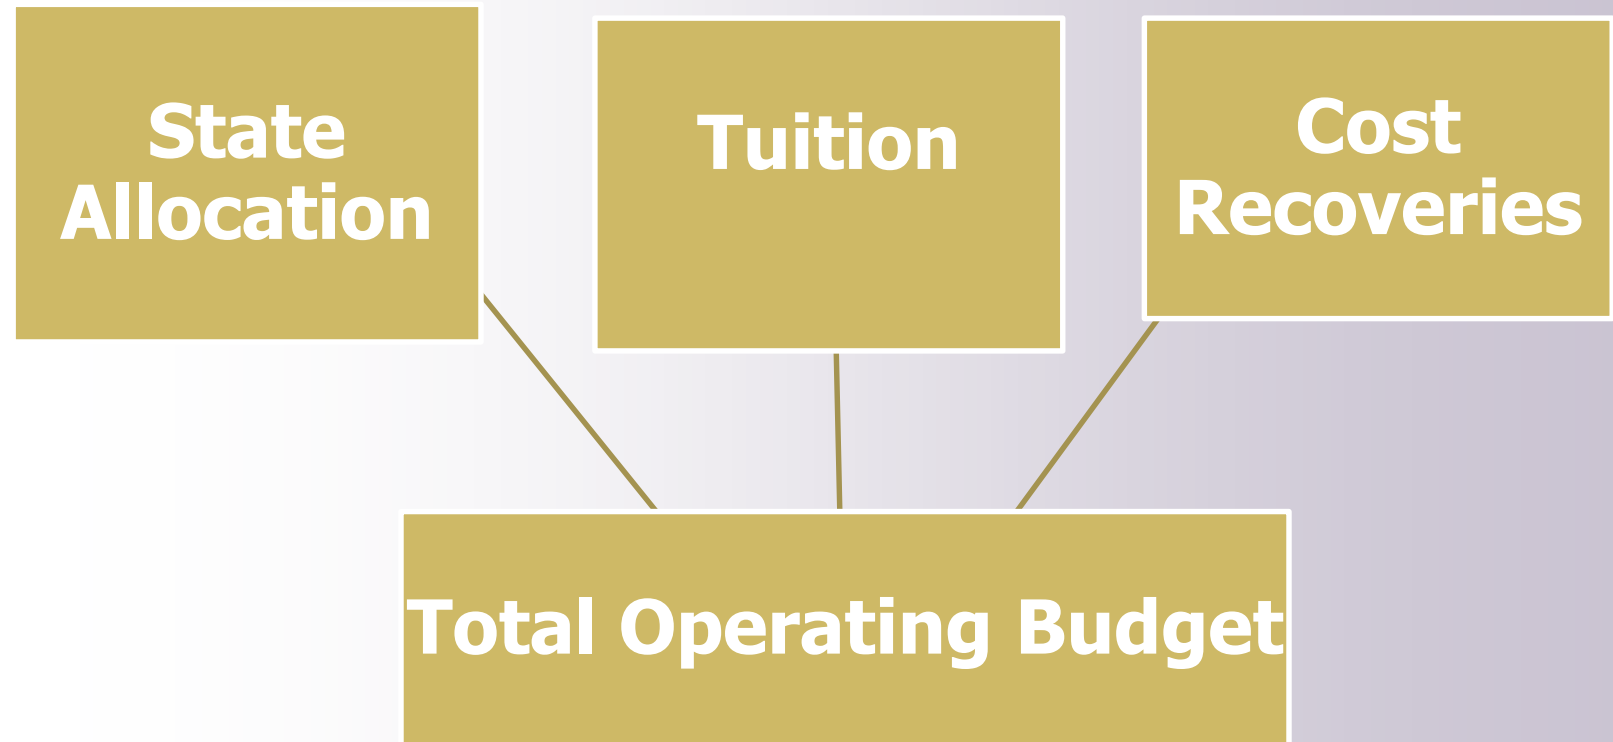 State
Allocation
Tuition
Cost
Recoveries
Total Operating Budget